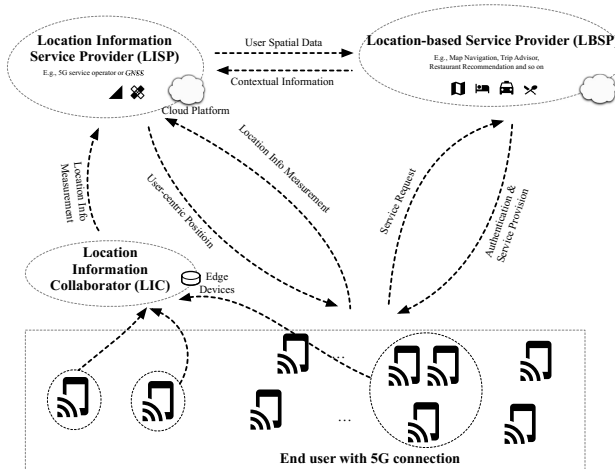 Location Information
Service Provider (LISP)
E.g., 5G service operator or GNSS
Cloud Platform
User Spatial Data
Contextual Information
Location-based Service Provider (LBSP)
E.g., Map Navigation, Trip Advisor,
Restaurant Recommendation and so on
Location Info
Measurement
User-centric Positioin
Location Info Measurement
Service Request
Authentication &
Service Provision
Location
Information
Collaborator (LIC)
Edge
Devices
...
...
End user with 5G connection